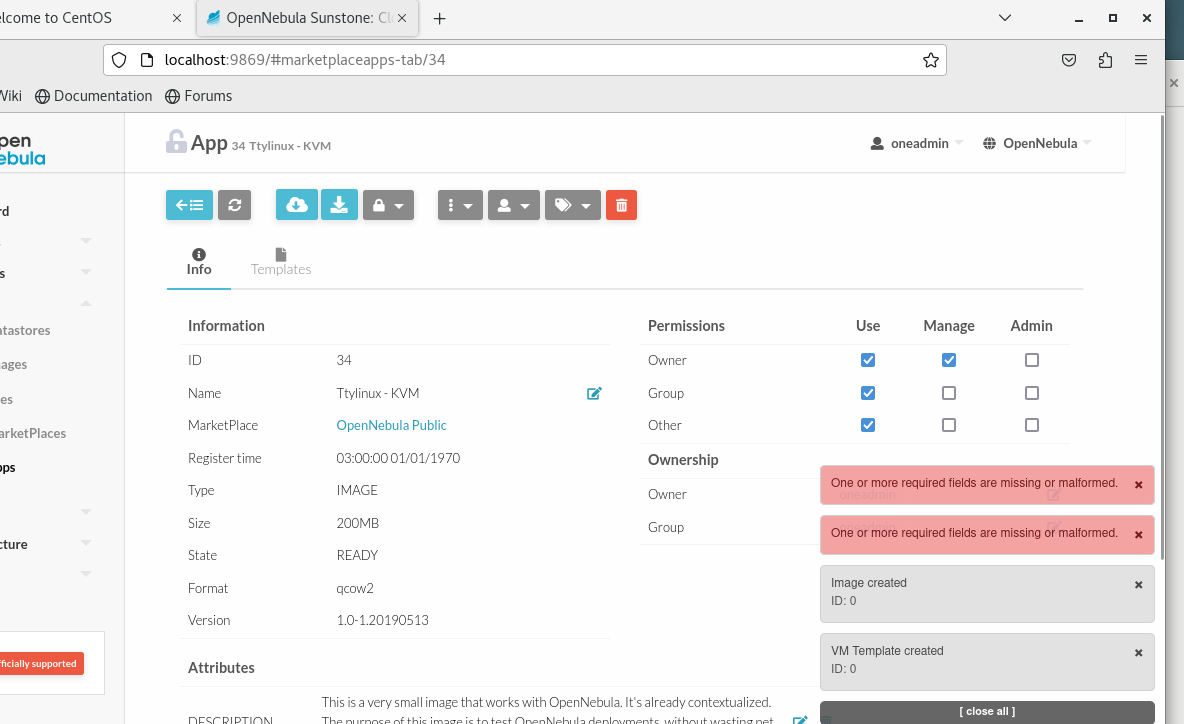 elcome to CentOS
OpenNebula Sunstone: Cl
localhost:9869/#marketplaceapps-tab/34
Wiki
Documentation
Forums
pen
ebula
App 34 Ttylinux - KVM
oneadmin
OpenNebula
rd
s
s
atastores
ages
es
arketPlaces
pps
cture
fficially supported
Info
Templates
Information
ID 34
Name Ttylinux - KVM
MarketPlace OpenNebula Public
Register time 03:00:00 01/01/1970
Type IMAGE
Size 200MB
State READY
Format qcow2
Version 1.0-1.20190513
Attributes
DESCRIPTION
This is a very small image that works with OpenNebula. It's already contextualized.
The purpose of this image is to test OpenNebula deployments, without wasting net
Permissions Use Manage Admin
Owner
Group
Other
Ownership
Owner oneadmin
Group
One or more required fields are missing or malformed.
One or more required fields are missing or malformed.
Image created
ID: 0
VM Template created
ID: 0
[ close all ]